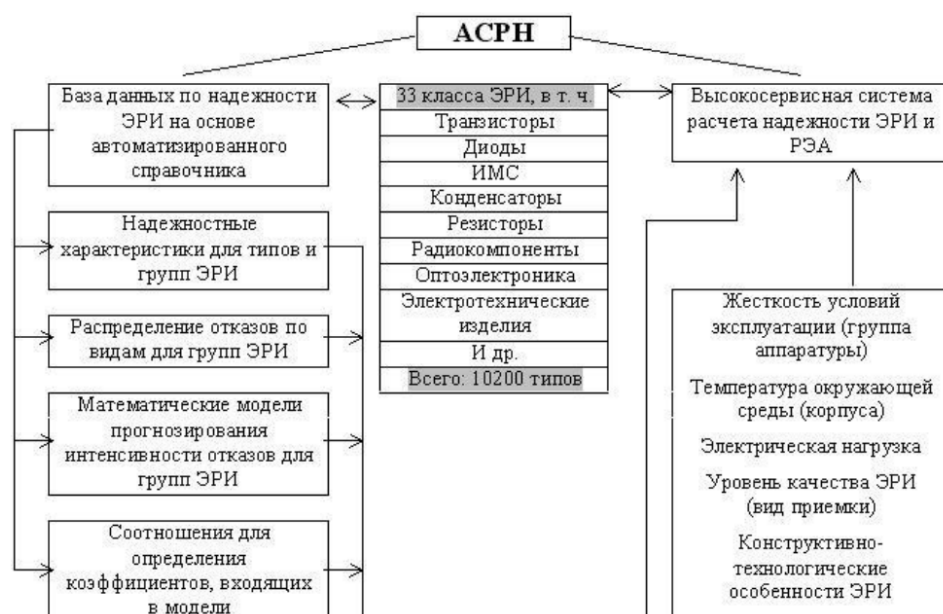 АСРН
База данных по надежности
ЭРИ на основе
автоматизированного
справочника
Надежностные
характеристики для типов и
групп ЭРИ
Распределение отказов по
видам для групп ЭРИ
Математические модели
прогнозирования
интенсивности отказов для
групп ЭРИ
Соотношения для
определения
коэффициентов, входящих
в модели
33 класса ЭРИ, в т. ч.
Транзисторы
Диоды
ИМС
Конденсаторы
Резисторы
Радиокомпоненты
Оптоэлектроника
Электротехнические
изделия
И др.
Всего: 10200 типов
Высокосервисная система
расчета надежности ЭРИ и
РЭА
Жесткость условий
эксплуатации (группа
аппаратуры)
Температура окружающей
среды (корпуса)
Электрическая нагрузка
Уровень качества ЭРИ
(вид приемки)
Конструктивно-
технологические
особенности ЭРИ